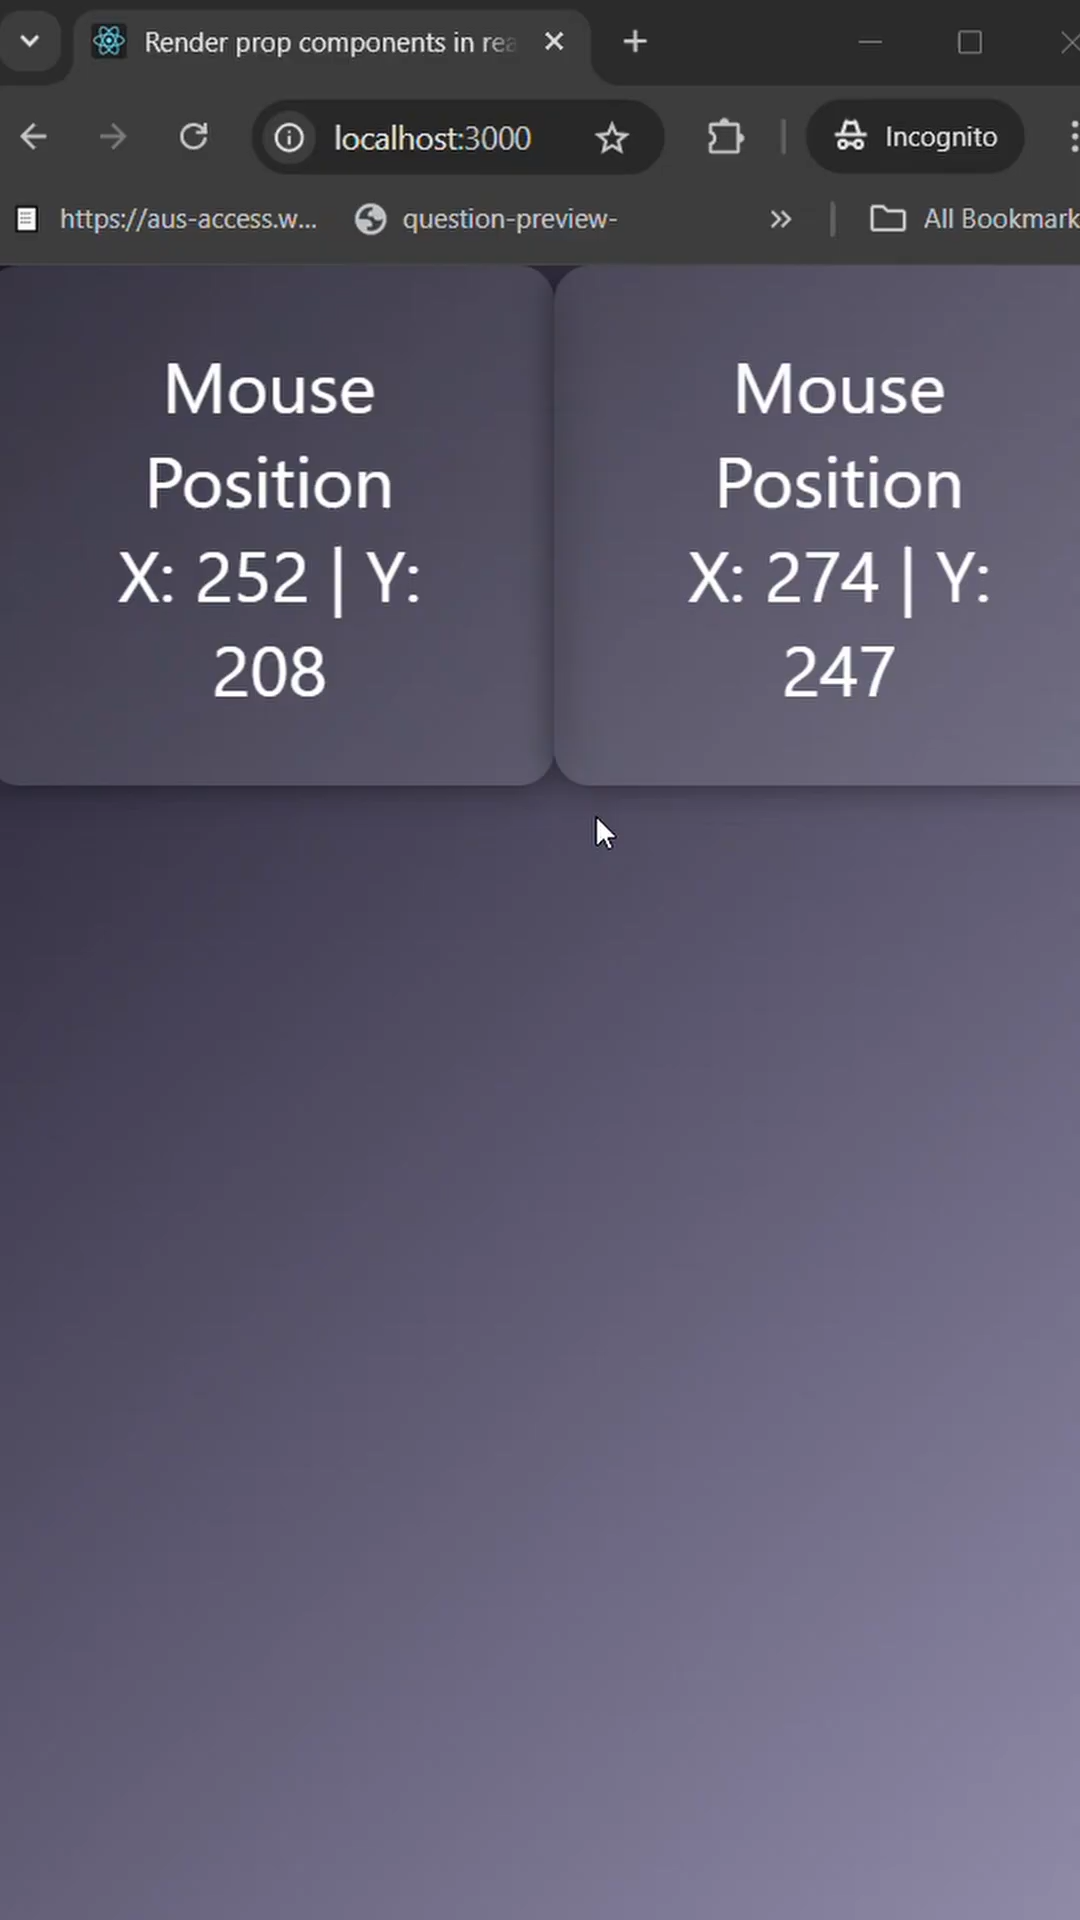 Render prop components in rea
localhost:3000
Incognito
https://aus-access.w...
question-preview-
All Bookmark
Mouse
Position
X: 252 | Y:
208
Mouse
Position
X: 274 | Y:
247